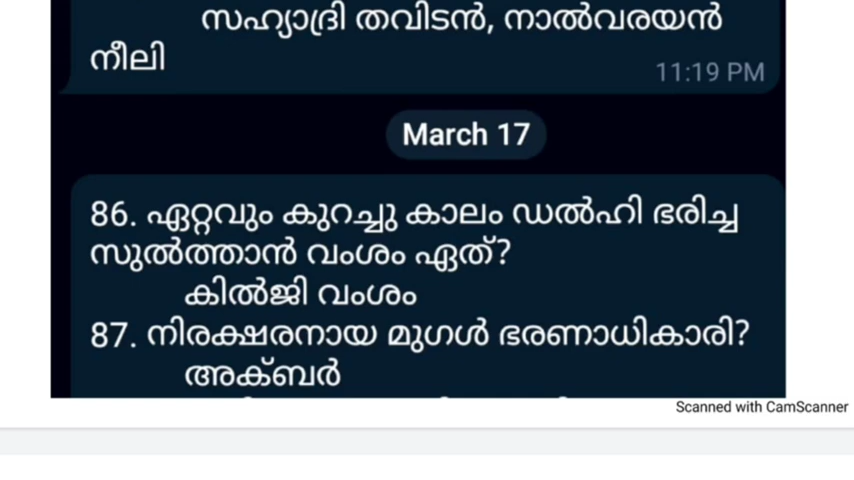 സഹ്യാദ്രി തവിടൻ, നാൽവരയൻ
നീലി
11:19 PM
March 17
86. ഏറ്റവും കുറച്ചു കാലം ഡൽഹി ഭരിച്ച
സുൽത്താൻ വംശം ഏത്?
കിൽജി വംശം
87. നിരക്ഷരനായ മുഗൾ ഭരണാധികാരി?
അക്ബർ
Scanned with CamScanner